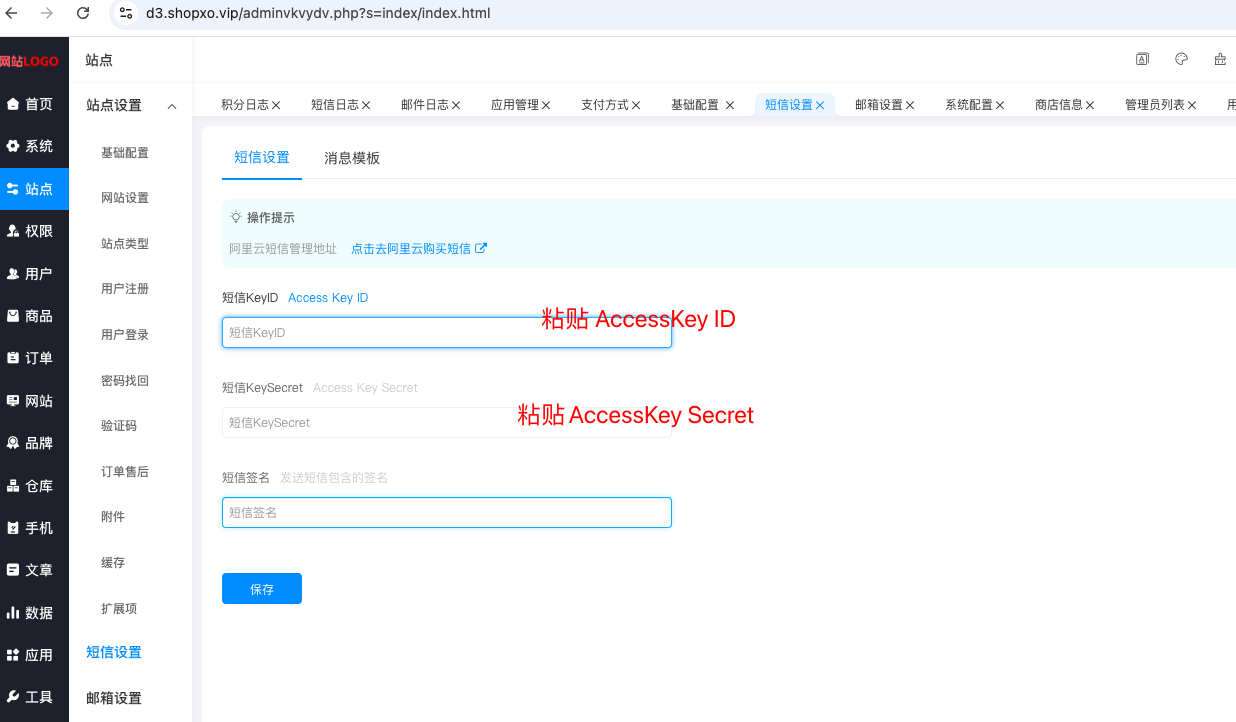 d3.shopxo.vip/adminvkvydv.php?s=index/index.html
网站LOGO
首页
系统
站点
权限
用户
商品
订单
网站
品牌
仓库
手机
文章
数据
应用
工具
站点
站点设置
基础配置
网站设置
站点类型
用户注册
用户登录
密码找回
验证码
订单售后
附件
缓存
扩展项
短信设置
邮箱设置
积分日志 短信日志 邮件日志 应用管理 支付方式 基础配置 短信设置 邮箱设置 系统配置 商店信息 管理员列表 用
短信设置 消息模板
操作提示
阿里云短信管理地址 点击去阿里云购买短信
短信KeyID Access Key ID
粘贴 AccessKey ID
短信KeyID
短信KeySecret Access Key Secret
粘贴 AccessKey Secret
短信KeySecret
短信签名 发送短信包含的签名
短信签名
保存